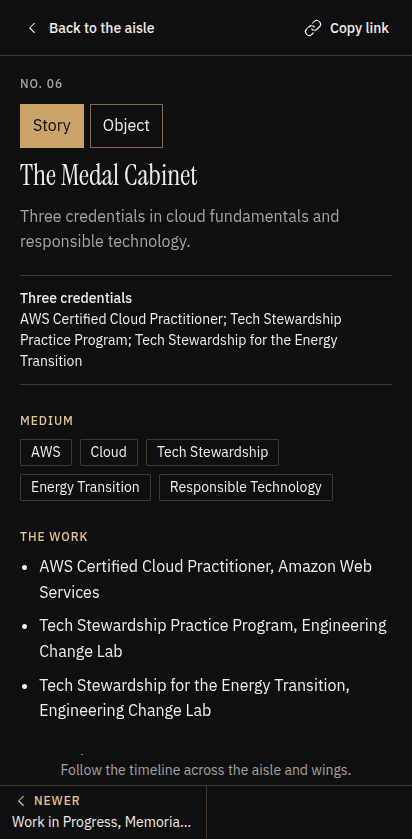 Back to the aisle
Copy link
NO. 06
Story
Object
The Medal Cabinet
Three credentials in cloud fundamentals and
responsible technology.
Three credentials
AWS Certified Cloud Practitioner; Tech Stewardship
Practice Program; Tech Stewardship for the Energy
Transition
MEDIUM
AWS
Cloud
Tech Stewardship
Energy Transition
Responsible Technology
THE WORK
• AWS Certified Cloud Practitioner, Amazon Web
Services
• Tech Stewardship Practice Program, Engineering
Change Lab
• Tech Stewardship for the Energy Transition,
Engineering Change Lab
Follow the timeline across the aisle and wings.
NEWER
Work in Progress, Memoria...